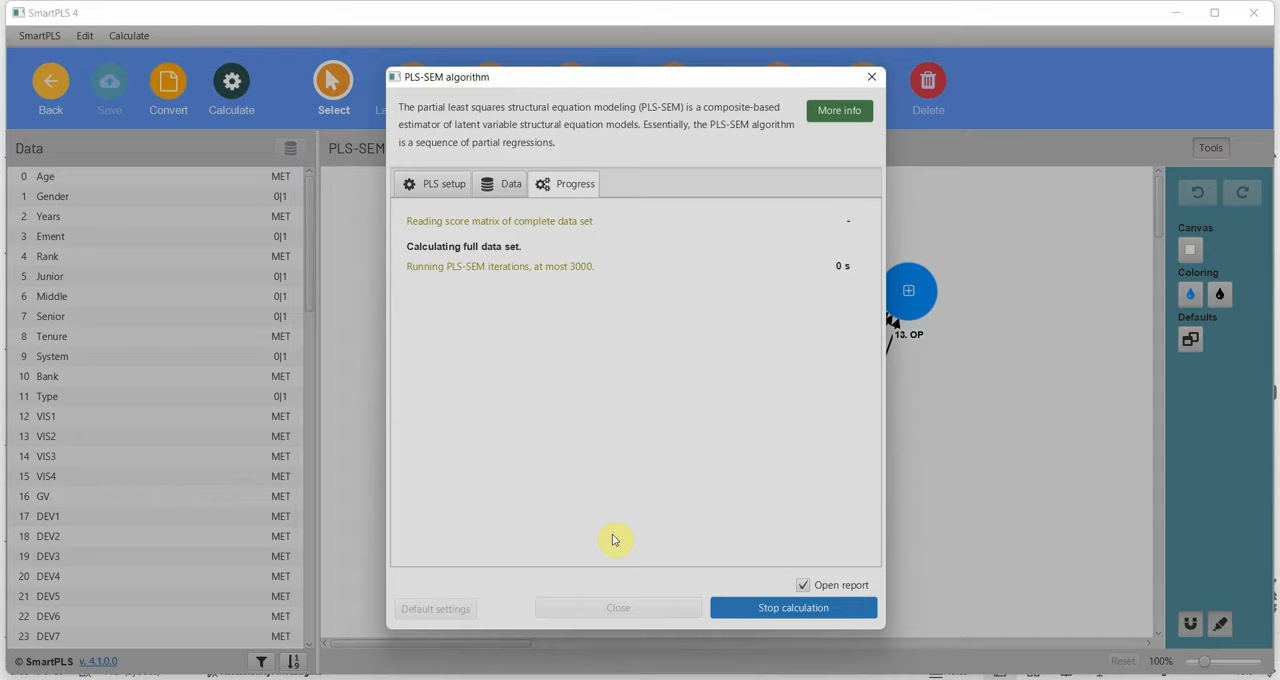 SmartPLS 4
SmartPLS Edit Calculate
Back Save Convert Calculate Select La Delete
PLS-SEM algorithm
The partial least squares structural equation modeling (PLS-SEM) is a composite-based
estimator of latent variable structural equation models. Essentially, the PLS-SEM algorithm
is a sequence of partial regressions.
More info
Data
PLS-SEM
Tools
PLS setup Data Progress
Reading score matrix of complete data set -
Calculating full data set.
Running PLS-SEM iterations, at most 3000. 0 s
0 Age MET
1 Gender 0|1
2 Years MET
3 Ement 0|1
4 Rank MET
5 Junior 0|1
6 Middle 0|1
7 Senior 0|1
8 Tenure MET
9 System 0|1
10 Bank MET
11 Type 0|1
12 VIS1 MET
13 VIS2 MET
14 VIS3 MET
15 VIS4 MET
16 GV MET
17 DEV1 MET
18 DEV2 MET
19 DEV3 MET
20 DEV4 MET
21 DEV5 MET
22 DEV6 MET
23 DEV7 MET
13. OP
Canvas
Coloring
Defaults
Open report
Default settings Close Stop calculation
© SmartPLS v. 4.1.0.0
Reset 100%